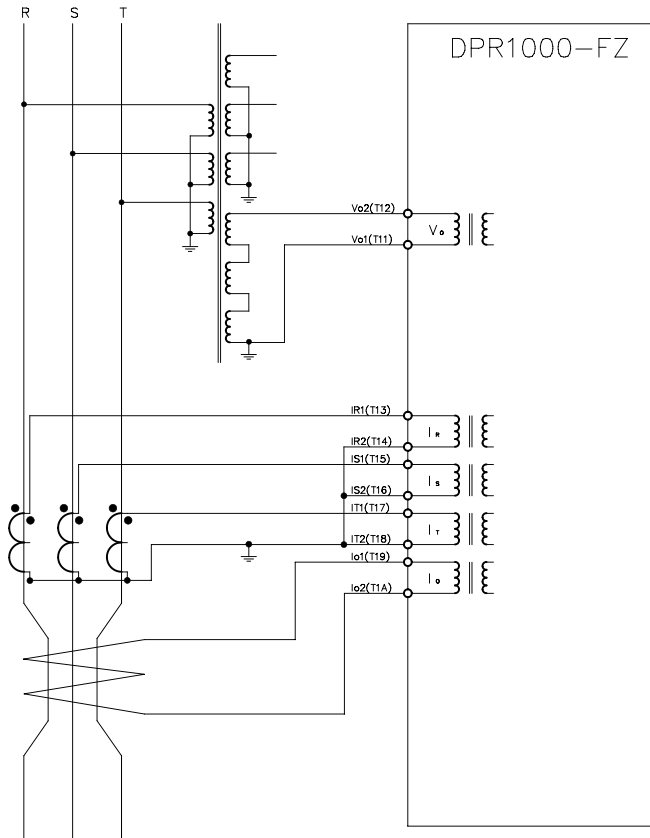 R S T
DPR1000-FZ
Vo2(T12)
Vo
Vo1(T11)
IR1(T13)
IR
IR2(T14)
IS1(T15)
IS
IS2(T16)
IT1(T17)
IT
IT2(T18)
Io1(T19)
Io
Io2(T1A)